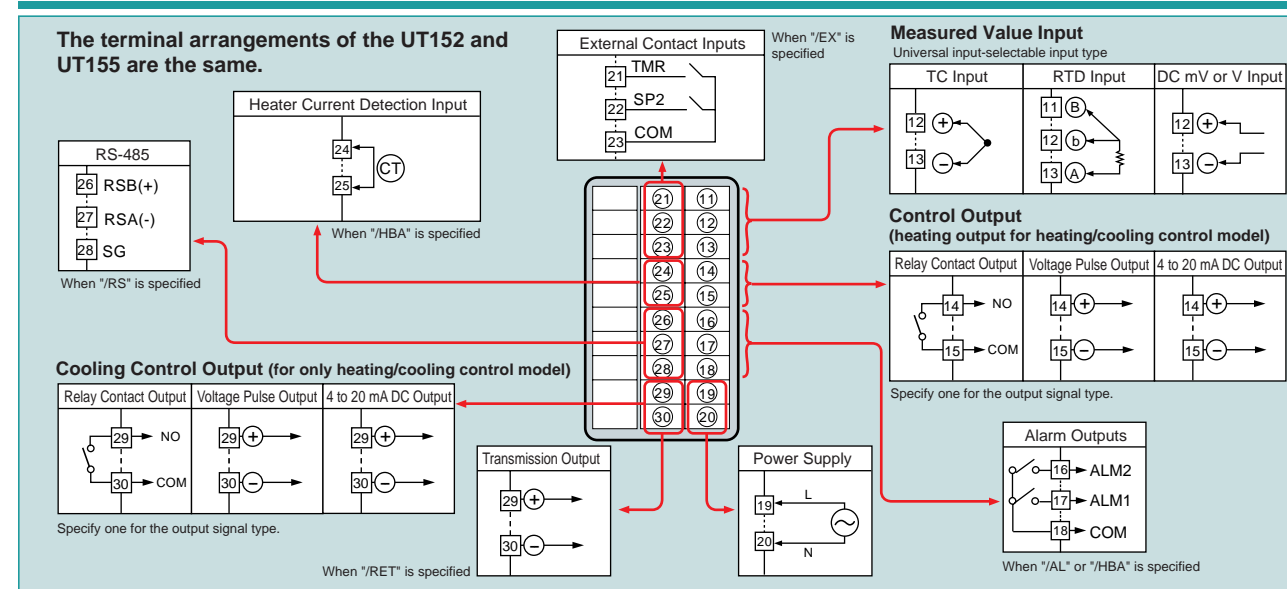 The terminal arrangements of the UT152 and
UT155 are the same.
External Contact Inputs
21 TMR
22 SP2
23 COM
When "/EX" is
specified
Measured Value Input
Universal input-selectable input type
TC Input
12 +
13 −
RTD Input
11 B
12 b
13 A
DC mV or V Input
12 +
13 −
Heater Current Detection Input
24
25
CT
When "/HBA" is specified
RS-485
26 RSB(+)
27 RSA(-)
28 SG
When "/RS" is specified
21 11
22 12
23 13
24 14
25 15
26 16
27 17
28 18
29 19
30 20
Control Output
(heating output for heating/cooling control model)
Relay Contact Output
14 NO
15 COM
Voltage Pulse Output
14 +
15 −
4 to 20 mA DC Output
14 +
15 −
Specify one for the output signal type.
Cooling Control Output (for only heating/cooling control model)
Relay Contact Output
29 NO
30 COM
Voltage Pulse Output
29 +
30 −
4 to 20 mA DC Output
29 +
30 −
Specify one for the output signal type.
Transmission Output
29 +
30 −
When "/RET" is specified
Power Supply
19 L
20 N
Alarm Outputs
16 ALM2
17 ALM1
18 COM
When "/AL" or "/HBA" is specified